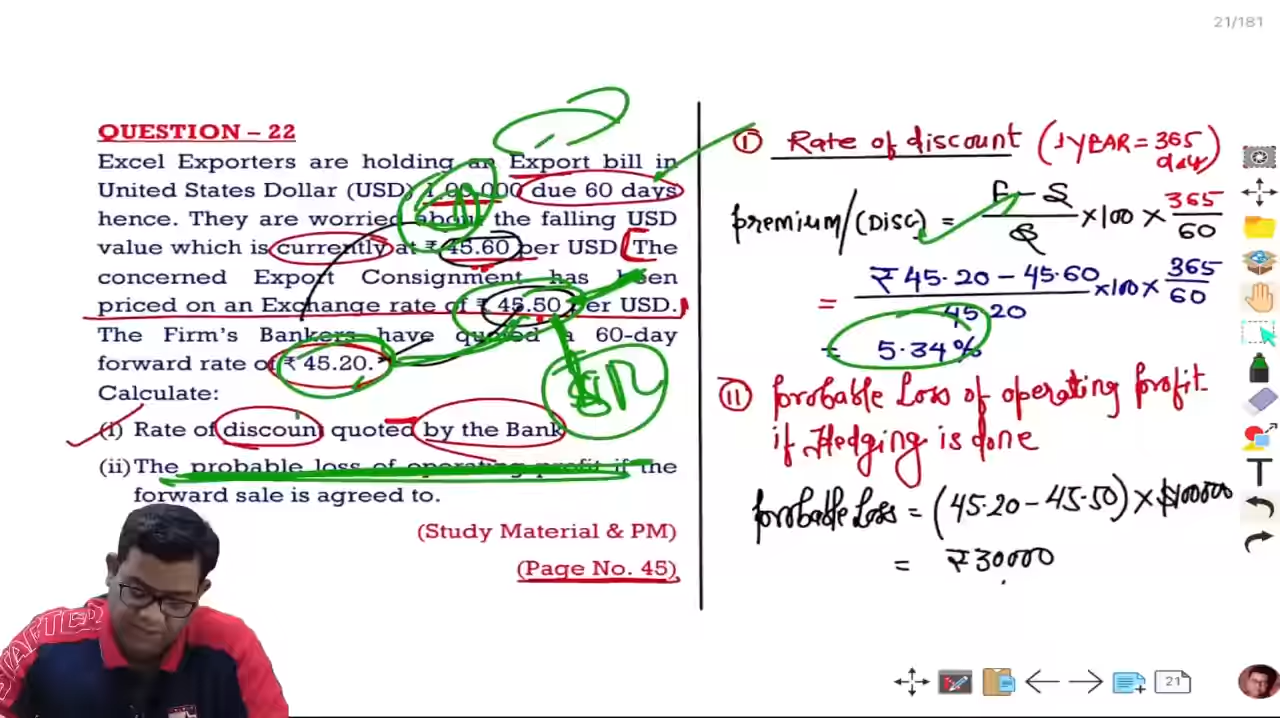 21/181
QUESTION – 22
Excel Exporters are holding an Export bill in
United States Dollar (USD) 1,00,000 due 60 days
hence. They are worried about the falling USD
value which is currently at ₹ 45.60 per USD. The
concerned Export Consignment has been
priced on an Exchange rate of ₹ 45.50 per USD.
The Firm's Bankers have quoted a 60-day
forward rate of ₹ 45.20.
Calculate:
(i) Rate of discount quoted by the Bank
(ii) The probable loss of operating profit if the
forward sale is agreed to.
(Study Material & PM)
(Page No. 45)
(I) Rate of discount (1 YEAR = 365
days)
Premium/(DISC) = F - S / S × 100 × 365/60
= ₹ 45.20 - 45.60 / 45.20 × 100 × 365/60
= 5.34%
(II) Probable Loss of operating profit
if Hedging is done
Probable Loss = (45.20 - 45.50) × $100000
= ₹ 30000
T
21